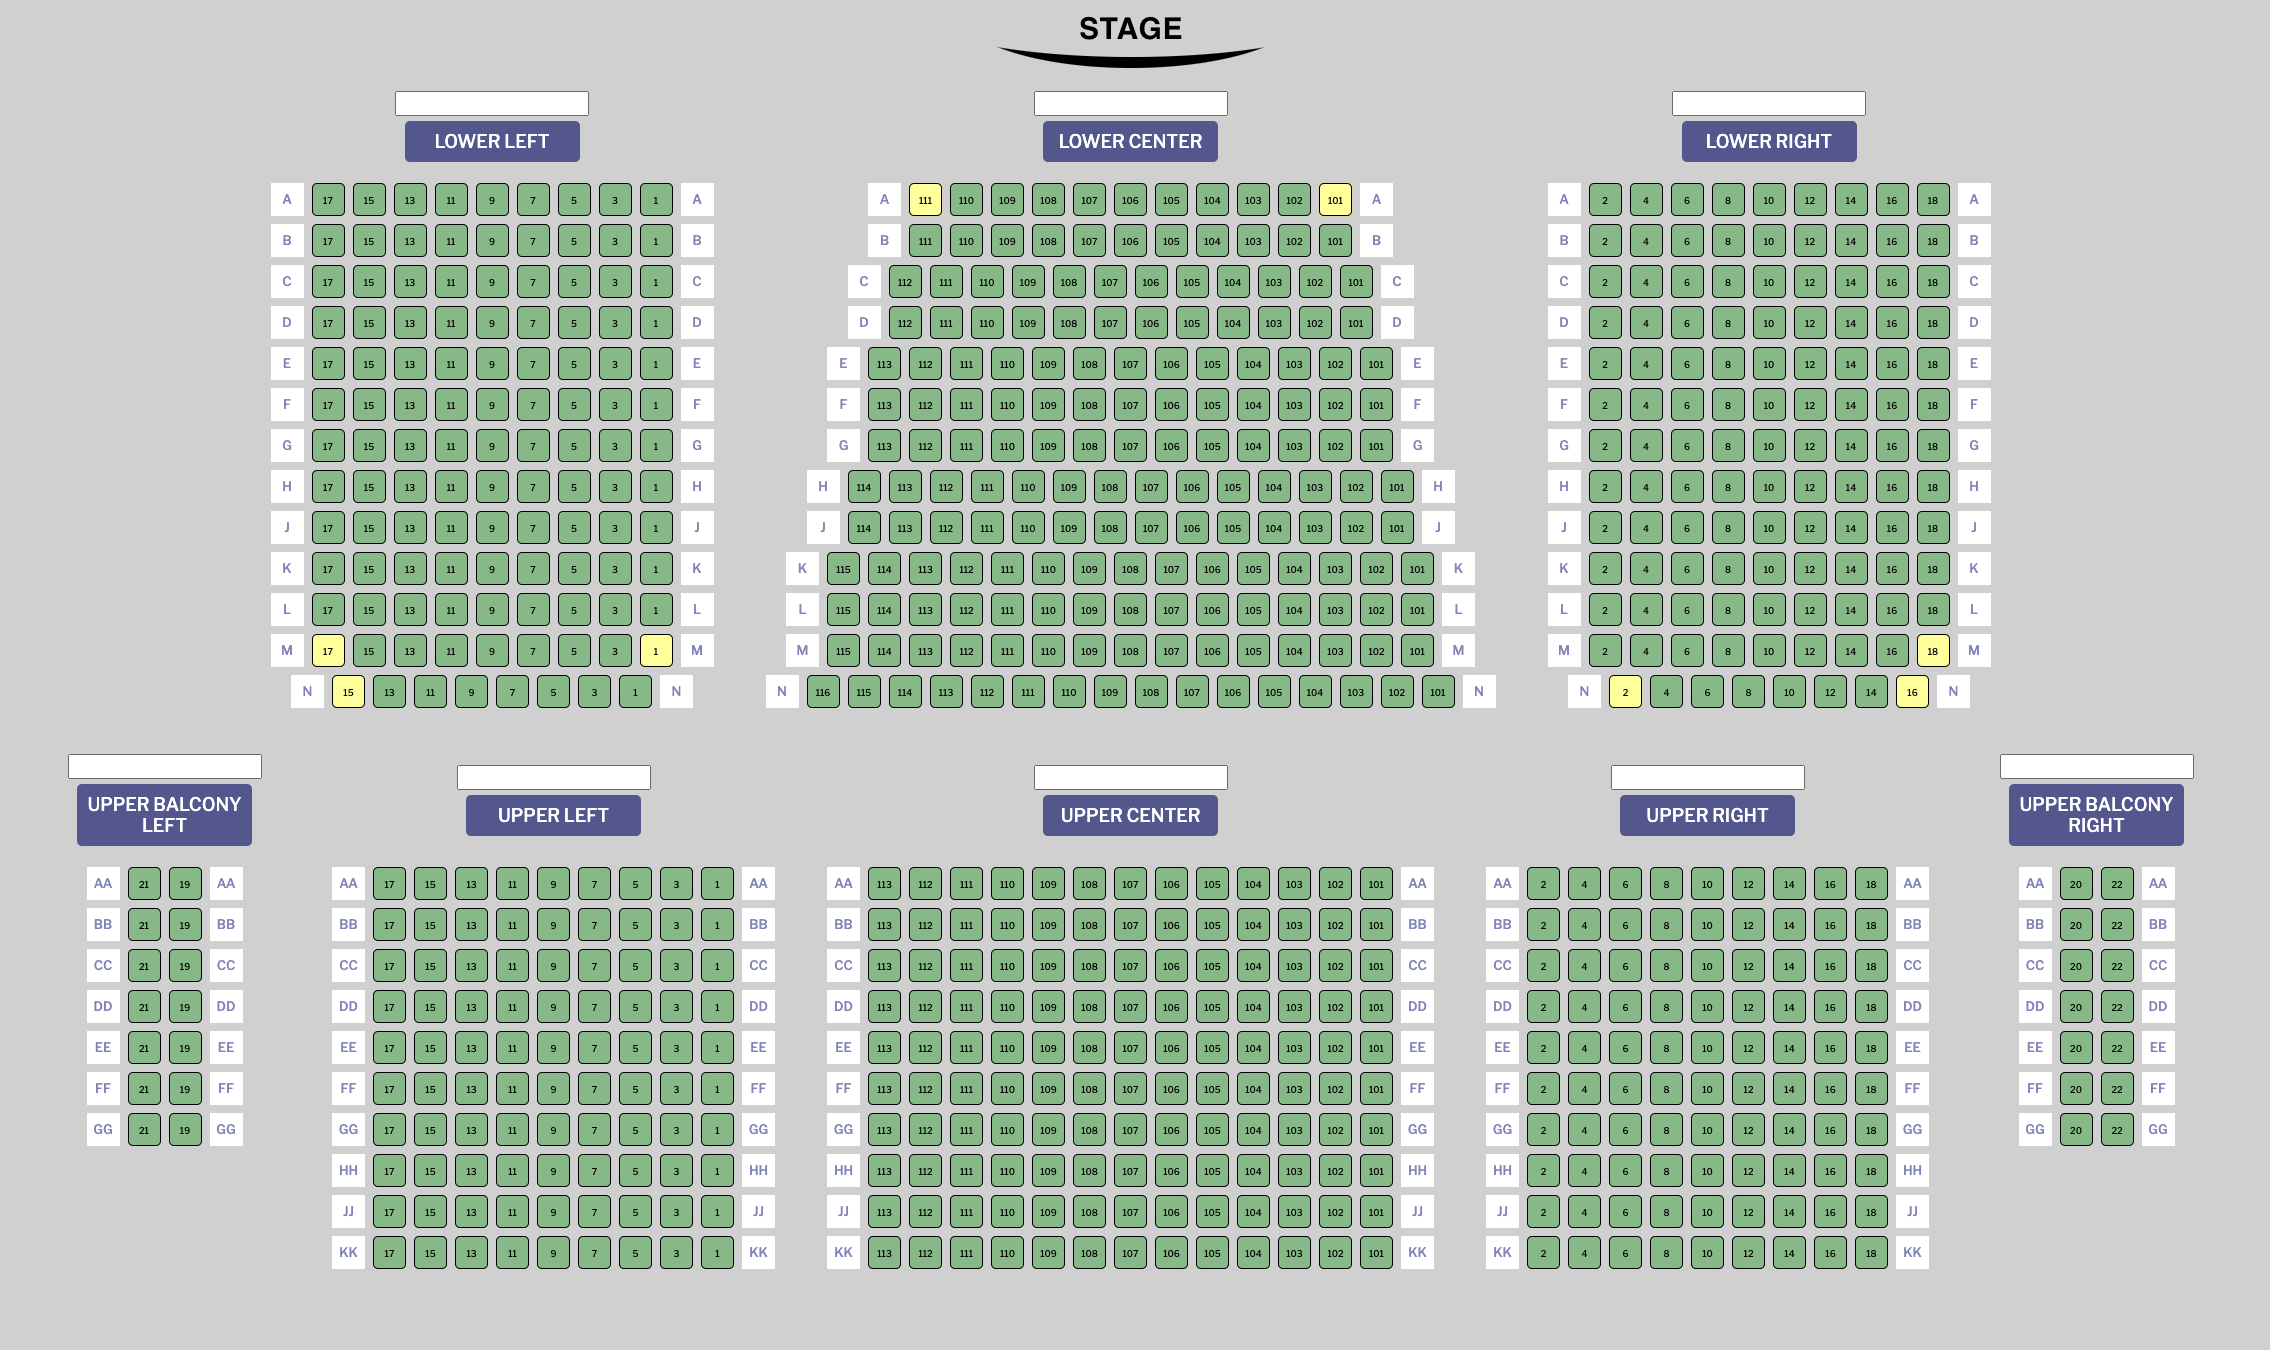 STAGE
LOWER LEFT LOWER CENTER LOWER RIGHT
A 17 15 13 11 9 7 5 3 1 A A 111 110 109 108 107 106 105 104 103 102 101 A A 2 4 6 8 10 12 14 16 18 A
B 17 15 13 11 9 7 5 3 1 B B 111 110 109 108 107 106 105 104 103 102 101 B B 2 4 6 8 10 12 14 16 18 B
C 17 15 13 11 9 7 5 3 1 C C 112 111 110 109 108 107 106 105 104 103 102 101 C C 2 4 6 8 10 12 14 16 18 C
D 17 15 13 11 9 7 5 3 1 D D 112 111 110 109 108 107 106 105 104 103 102 101 D D 2 4 6 8 10 12 14 16 18 D
E 17 15 13 11 9 7 5 3 1 E E 113 112 111 110 109 108 107 106 105 104 103 102 101 E E 2 4 6 8 10 12 14 16 18 E
F 17 15 13 11 9 7 5 3 1 F F 113 112 111 110 109 108 107 106 105 104 103 102 101 F F 2 4 6 8 10 12 14 16 18 F
G 17 15 13 11 9 7 5 3 1 G G 113 112 111 110 109 108 107 106 105 104 103 102 101 G G 2 4 6 8 10 12 14 16 18 G
H 17 15 13 11 9 7 5 3 1 H H 114 113 112 111 110 109 108 107 106 105 104 103 102 101 H H 2 4 6 8 10 12 14 16 18 H
J 17 15 13 11 9 7 5 3 1 J J 114 113 112 111 110 109 108 107 106 105 104 103 102 101 J J 2 4 6 8 10 12 14 16 18 J
K 17 15 13 11 9 7 5 3 1 K K 115 114 113 112 111 110 109 108 107 106 105 104 103 102 101 K K 2 4 6 8 10 12 14 16 18 K
L 17 15 13 11 9 7 5 3 1 L L 115 114 113 112 111 110 109 108 107 106 105 104 103 102 101 L L 2 4 6 8 10 12 14 16 18 L
M 17 15 13 11 9 7 5 3 1 M M 115 114 113 112 111 110 109 108 107 106 105 104 103 102 101 M M 2 4 6 8 10 12 14 16 18 M
N 15 13 11 9 7 5 3 1 N N 116 115 114 113 112 111 110 109 108 107 106 105 104 103 102 101 N N 2 4 6 8 10 12 14 16 N
UPPER BALCONY
LEFT
UPPER LEFT UPPER CENTER UPPER RIGHT
UPPER BALCONY
RIGHT
AA 21 19 AA AA 17 15 13 11 9 7 5 3 1 AA AA 113 112 111 110 109 108 107 106 105 104 103 102 101 AA AA 2 4 6 8 10 12 14 16 18 AA AA 20 22 AA
BB 21 19 BB BB 17 15 13 11 9 7 5 3 1 BB BB 113 112 111 110 109 108 107 106 105 104 103 102 101 BB BB 2 4 6 8 10 12 14 16 18 BB BB 20 22 BB
CC 21 19 CC CC 17 15 13 11 9 7 5 3 1 CC CC 113 112 111 110 109 108 107 106 105 104 103 102 101 CC CC 2 4 6 8 10 12 14 16 18 CC CC 20 22 CC
DD 21 19 DD DD 17 15 13 11 9 7 5 3 1 DD DD 113 112 111 110 109 108 107 106 105 104 103 102 101 DD DD 2 4 6 8 10 12 14 16 18 DD DD 20 22 DD
EE 21 19 EE EE 17 15 13 11 9 7 5 3 1 EE EE 113 112 111 110 109 108 107 106 105 104 103 102 101 EE EE 2 4 6 8 10 12 14 16 18 EE EE 20 22 EE
FF 21 19 FF FF 17 15 13 11 9 7 5 3 1 FF FF 113 112 111 110 109 108 107 106 105 104 103 102 101 FF FF 2 4 6 8 10 12 14 16 18 FF FF 20 22 FF
GG 21 19 GG GG 17 15 13 11 9 7 5 3 1 GG GG 113 112 111 110 109 108 107 106 105 104 103 102 101 GG GG 2 4 6 8 10 12 14 16 18 GG GG 20 22 GG
HH 17 15 13 11 9 7 5 3 1 HH HH 113 112 111 110 109 108 107 106 105 104 103 102 101 HH HH 2 4 6 8 10 12 14 16 18 HH
JJ 17 15 13 11 9 7 5 3 1 JJ JJ 113 112 111 110 109 108 107 106 105 104 103 102 101 JJ JJ 2 4 6 8 10 12 14 16 18 JJ
KK 17 15 13 11 9 7 5 3 1 KK KK 113 112 111 110 109 108 107 106 105 104 103 102 101 KK KK 2 4 6 8 10 12 14 16 18 KK